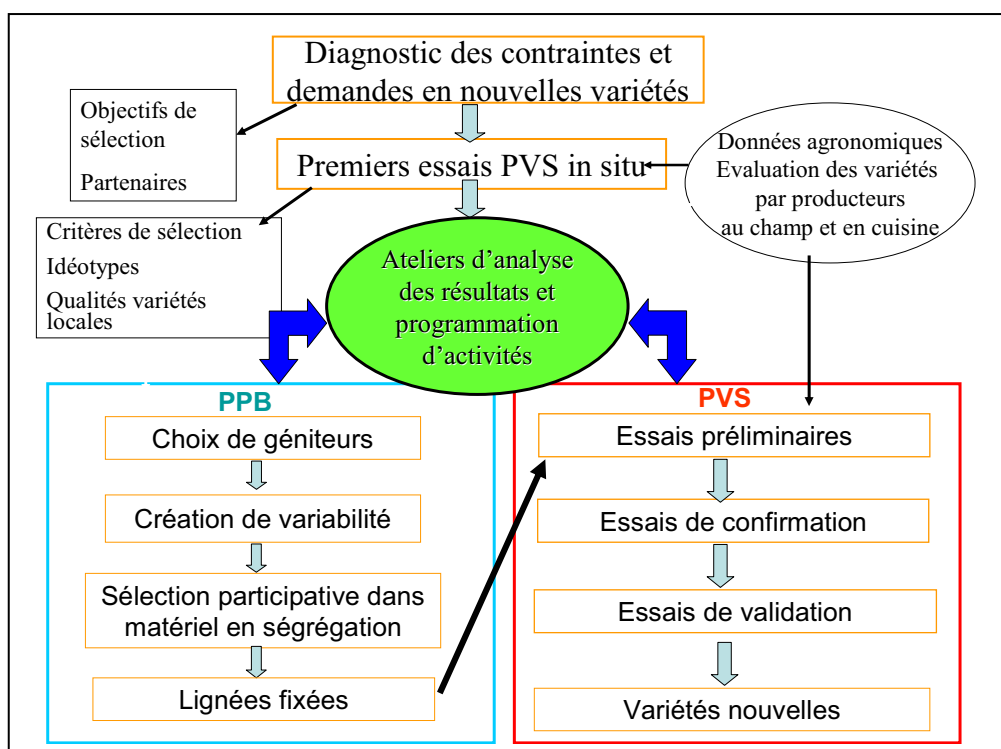 Diagnostic des contraintes et
demandes en nouvelles variétés
Objectifs de
sélection
Partenaires
Premiers essais PVS in situ
Données agronomiques
Evaluation des variétés
par producteurs
au champ et en cuisine
Critères de sélection
Idéotypes
Qualités variétés
locales
Ateliers d’analyse
des résultats et
programmation
d’activités
PPB
Choix de géniteurs
Création de variabilité
Sélection participative dans
matériel en ségrégation
Lignées fixées
PVS
Essais préliminaires
Essais de confirmation
Essais de validation
Variétés nouvelles